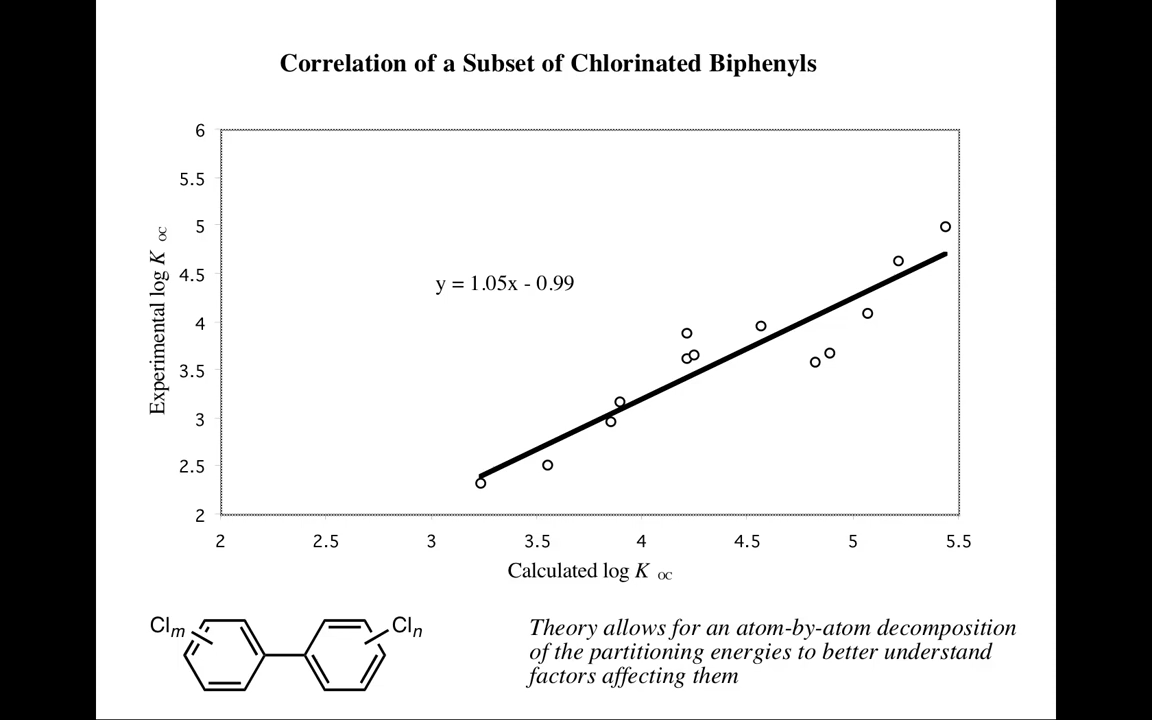 Correlation of a Subset of Chlorinated Biphenyls
6
5.5
5
4.5
4
3.5
3
2.5
2
Experimental log K oc
y = 1.05x - 0.99
2 2.5 3 3.5 4 4.5 5 5.5
Calculated log K oc
Clm
Cln
Theory allows for an atom-by-atom decomposition
of the partitioning energies to better understand
factors affecting them